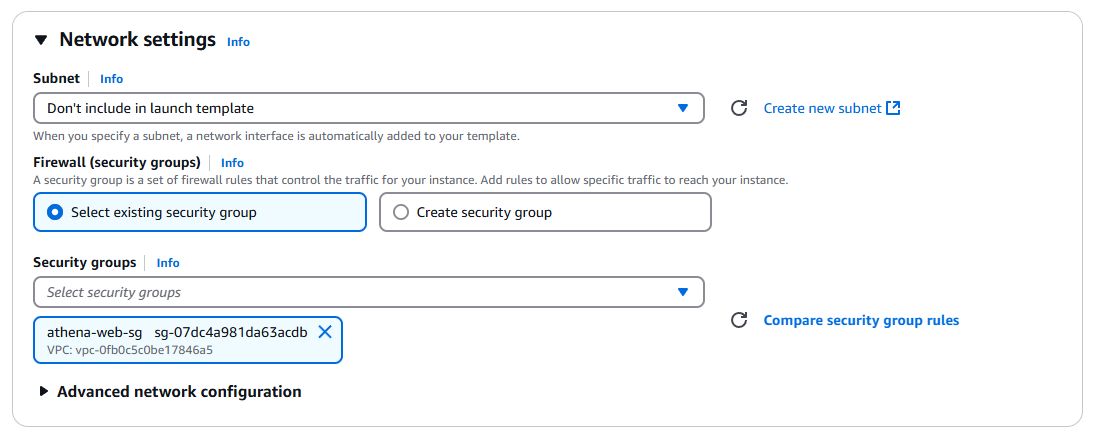 Network settings Info
Subnet Info
Don't include in launch template
Create new subnet
When you specify a subnet, a network interface is automatically added to your template.
Firewall (security groups) Info
A security group is a set of firewall rules that control the traffic for your instance. Add rules to allow specific traffic to reach your instance.
Select existing security group
Create security group
Security groups Info
Select security groups
athena-web-sg sg-07dc4a981da63acdb
VPC: vpc-0fb0c5c0be17846a5
Compare security group rules
Advanced network configuration